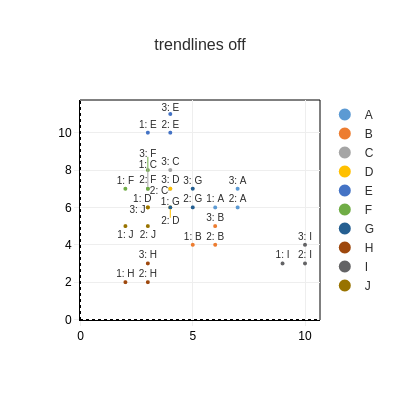 trendlines off
3: E
1: E 2: E
3: F
1: C 3: C
1: F 2: F 3: D 3: G 3: A
2: C
1: D 1: G 2: G 1: A 2: A
3: J
2: D 3: B
1: J 2: J 1: B 2: B 3: I
3: H 1: I 2: I
1: H 2: H
10
8
6
4
2
0
0 5 10
A
B
C
D
E
F
G
H
I
J